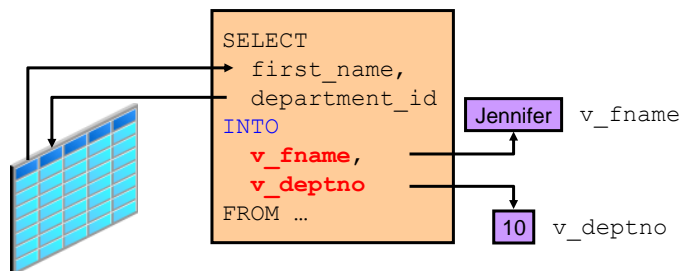 SELECT
first_name,
department_id
INTO
v_fname,
v_deptno
FROM …
Jennifer v_fname
10 v_deptno